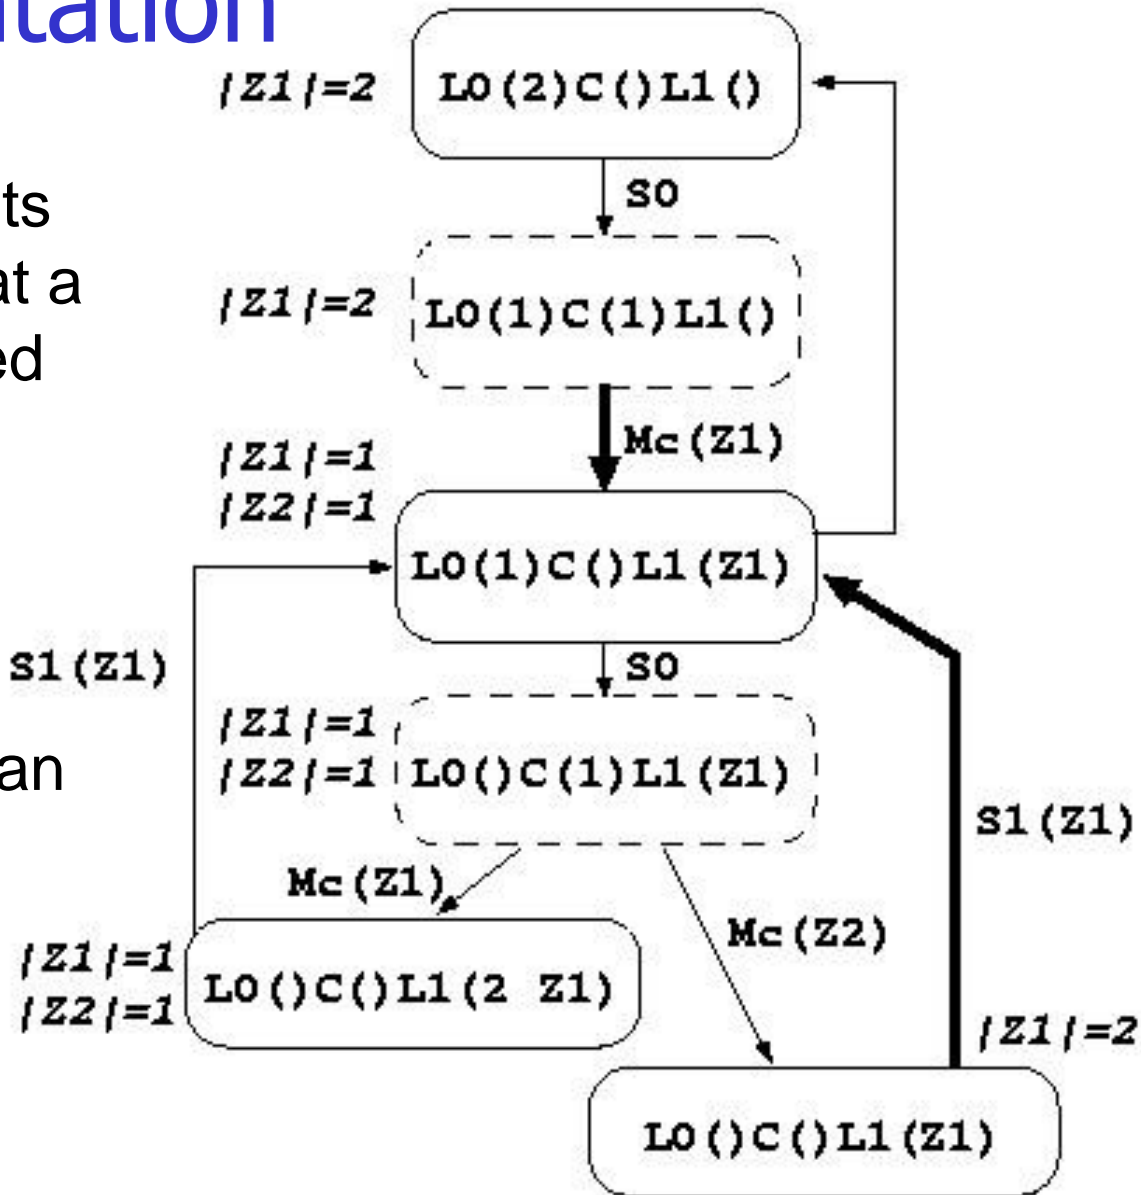 tation
|Z1|=2
L0(2)C()L1()
S0
ts
at a
ed
|Z1|=2
L0(1)C(1)L1()
Mc(Z1)
|Z1|=1
|Z2|=1
L0(1)C()L1(Z1)
S0
S1(Z1)
|Z1|=1
|Z2|=1
L0()C(1)L1(Z1)
an
S1(Z1)
Mc(Z1)
Mc(Z2)
|Z1|=1
|Z2|=1
L0()C()L1(2 Z1)
|Z1|=2
L0()C()L1(Z1)